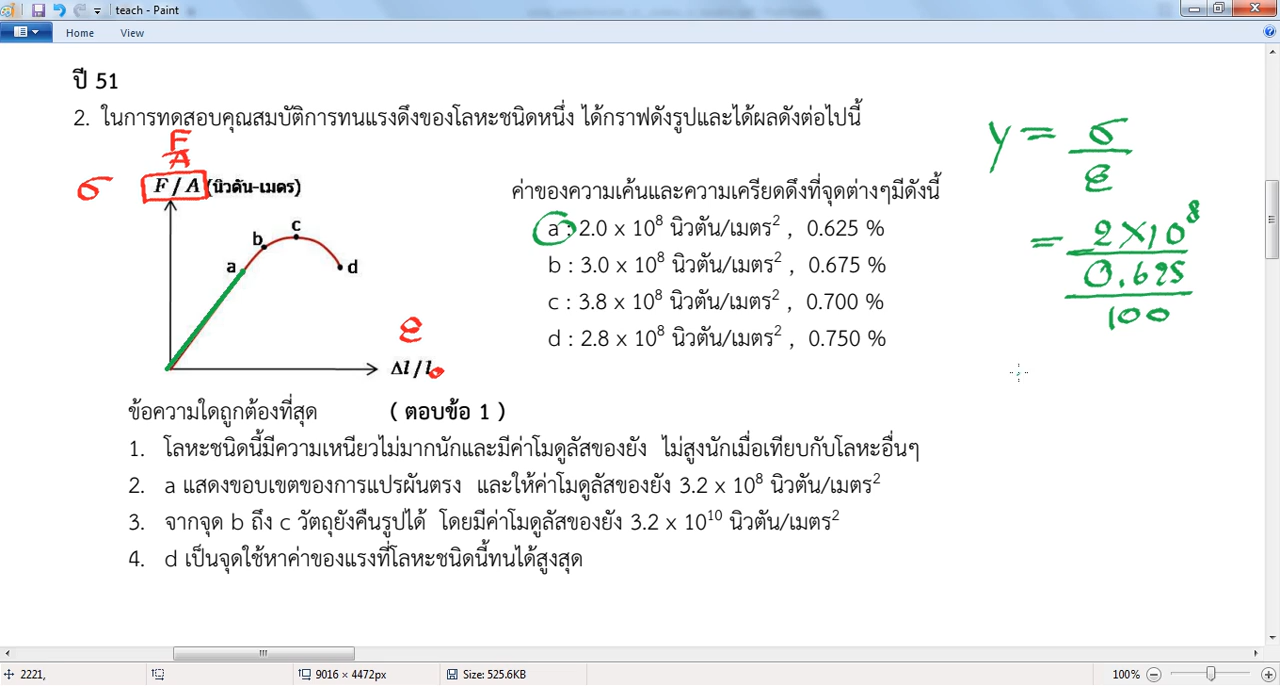 teach - Paint
Home View
ปี 51
2. ในการทดสอบคุณสมบัติการทนแรงดึงของโลหะชนิดหนึ่ง ได้กราฟดังรูปและได้ผลดังต่อไปนี้
F
A
σ F / A (นิวตัน-เมตร)
b
c
a
d
e
Δl / l₀
ค่าของความเค้นและความเครียดดึงที่จุดต่างๆมีดังนี้
a : 2.0 x 10⁸ นิวตัน/เมตร² , 0.625 %
b : 3.0 x 10⁸ นิวตัน/เมตร² , 0.675 %
c : 3.8 x 10⁸ นิวตัน/เมตร² , 0.700 %
d : 2.8 x 10⁸ นิวตัน/เมตร² , 0.750 %
y = σ
e
= 2 × 10⁸
0.625
100
ข้อความใดถูกต้องที่สุด ( ตอบข้อ 1 )
1. โลหะชนิดนี้มีความเหนียวไม่มากนักและมีค่าโมดูลัสของยัง ไม่สูงนักเมื่อเทียบกับโลหะอื่นๆ
2. a แสดงขอบเขตของการแปรผันตรง และให้ค่าโมดูลัสของยัง 3.2 x 10⁸ นิวตัน/เมตร²
3. จากจุด b ถึง c วัตถุยังคืนรูปได้ โดยมีค่าโมดูลัสของยัง 3.2 x 10¹⁰ นิวตัน/เมตร²
4. d เป็นจุดใช้หาค่าของแรงที่โลหะชนิดนี้ทนได้สูงสุด
2221, 9016 × 4472px Size: 525.6KB 100%